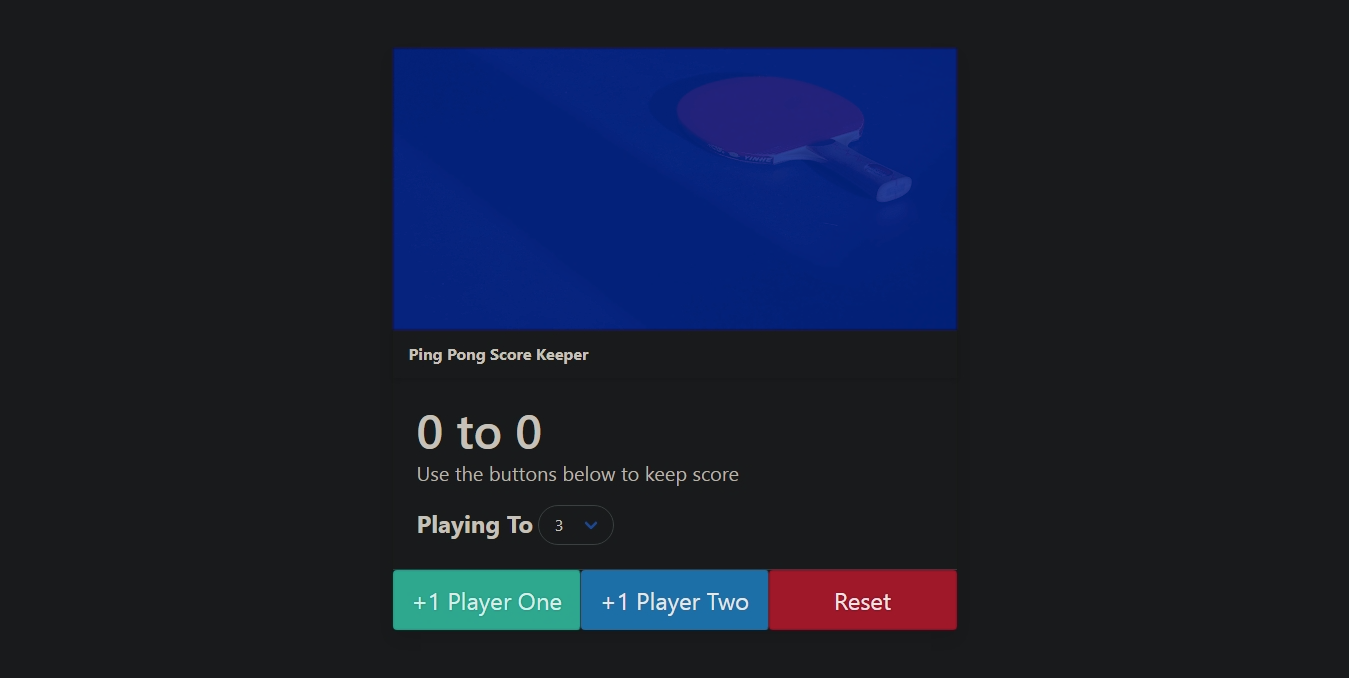 Ping Pong Score Keeper
0 to 0
Use the buttons below to keep score
Playing To 3
+1 Player One +1 Player Two Reset